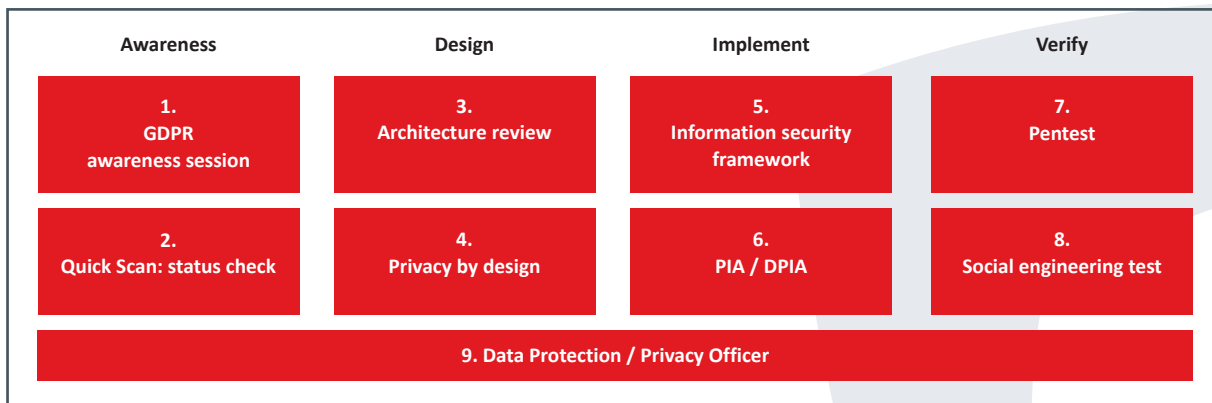 Awareness
Design
Implement
Verify
1.
GDPR
awareness session
3.
Architecture review
5.
Information security
framework
7.
Pentest
2.
Quick Scan: status check
4.
Privacy by design
6.
PIA / DPIA
8.
Social engineering test
9. Data Protection / Privacy Officer